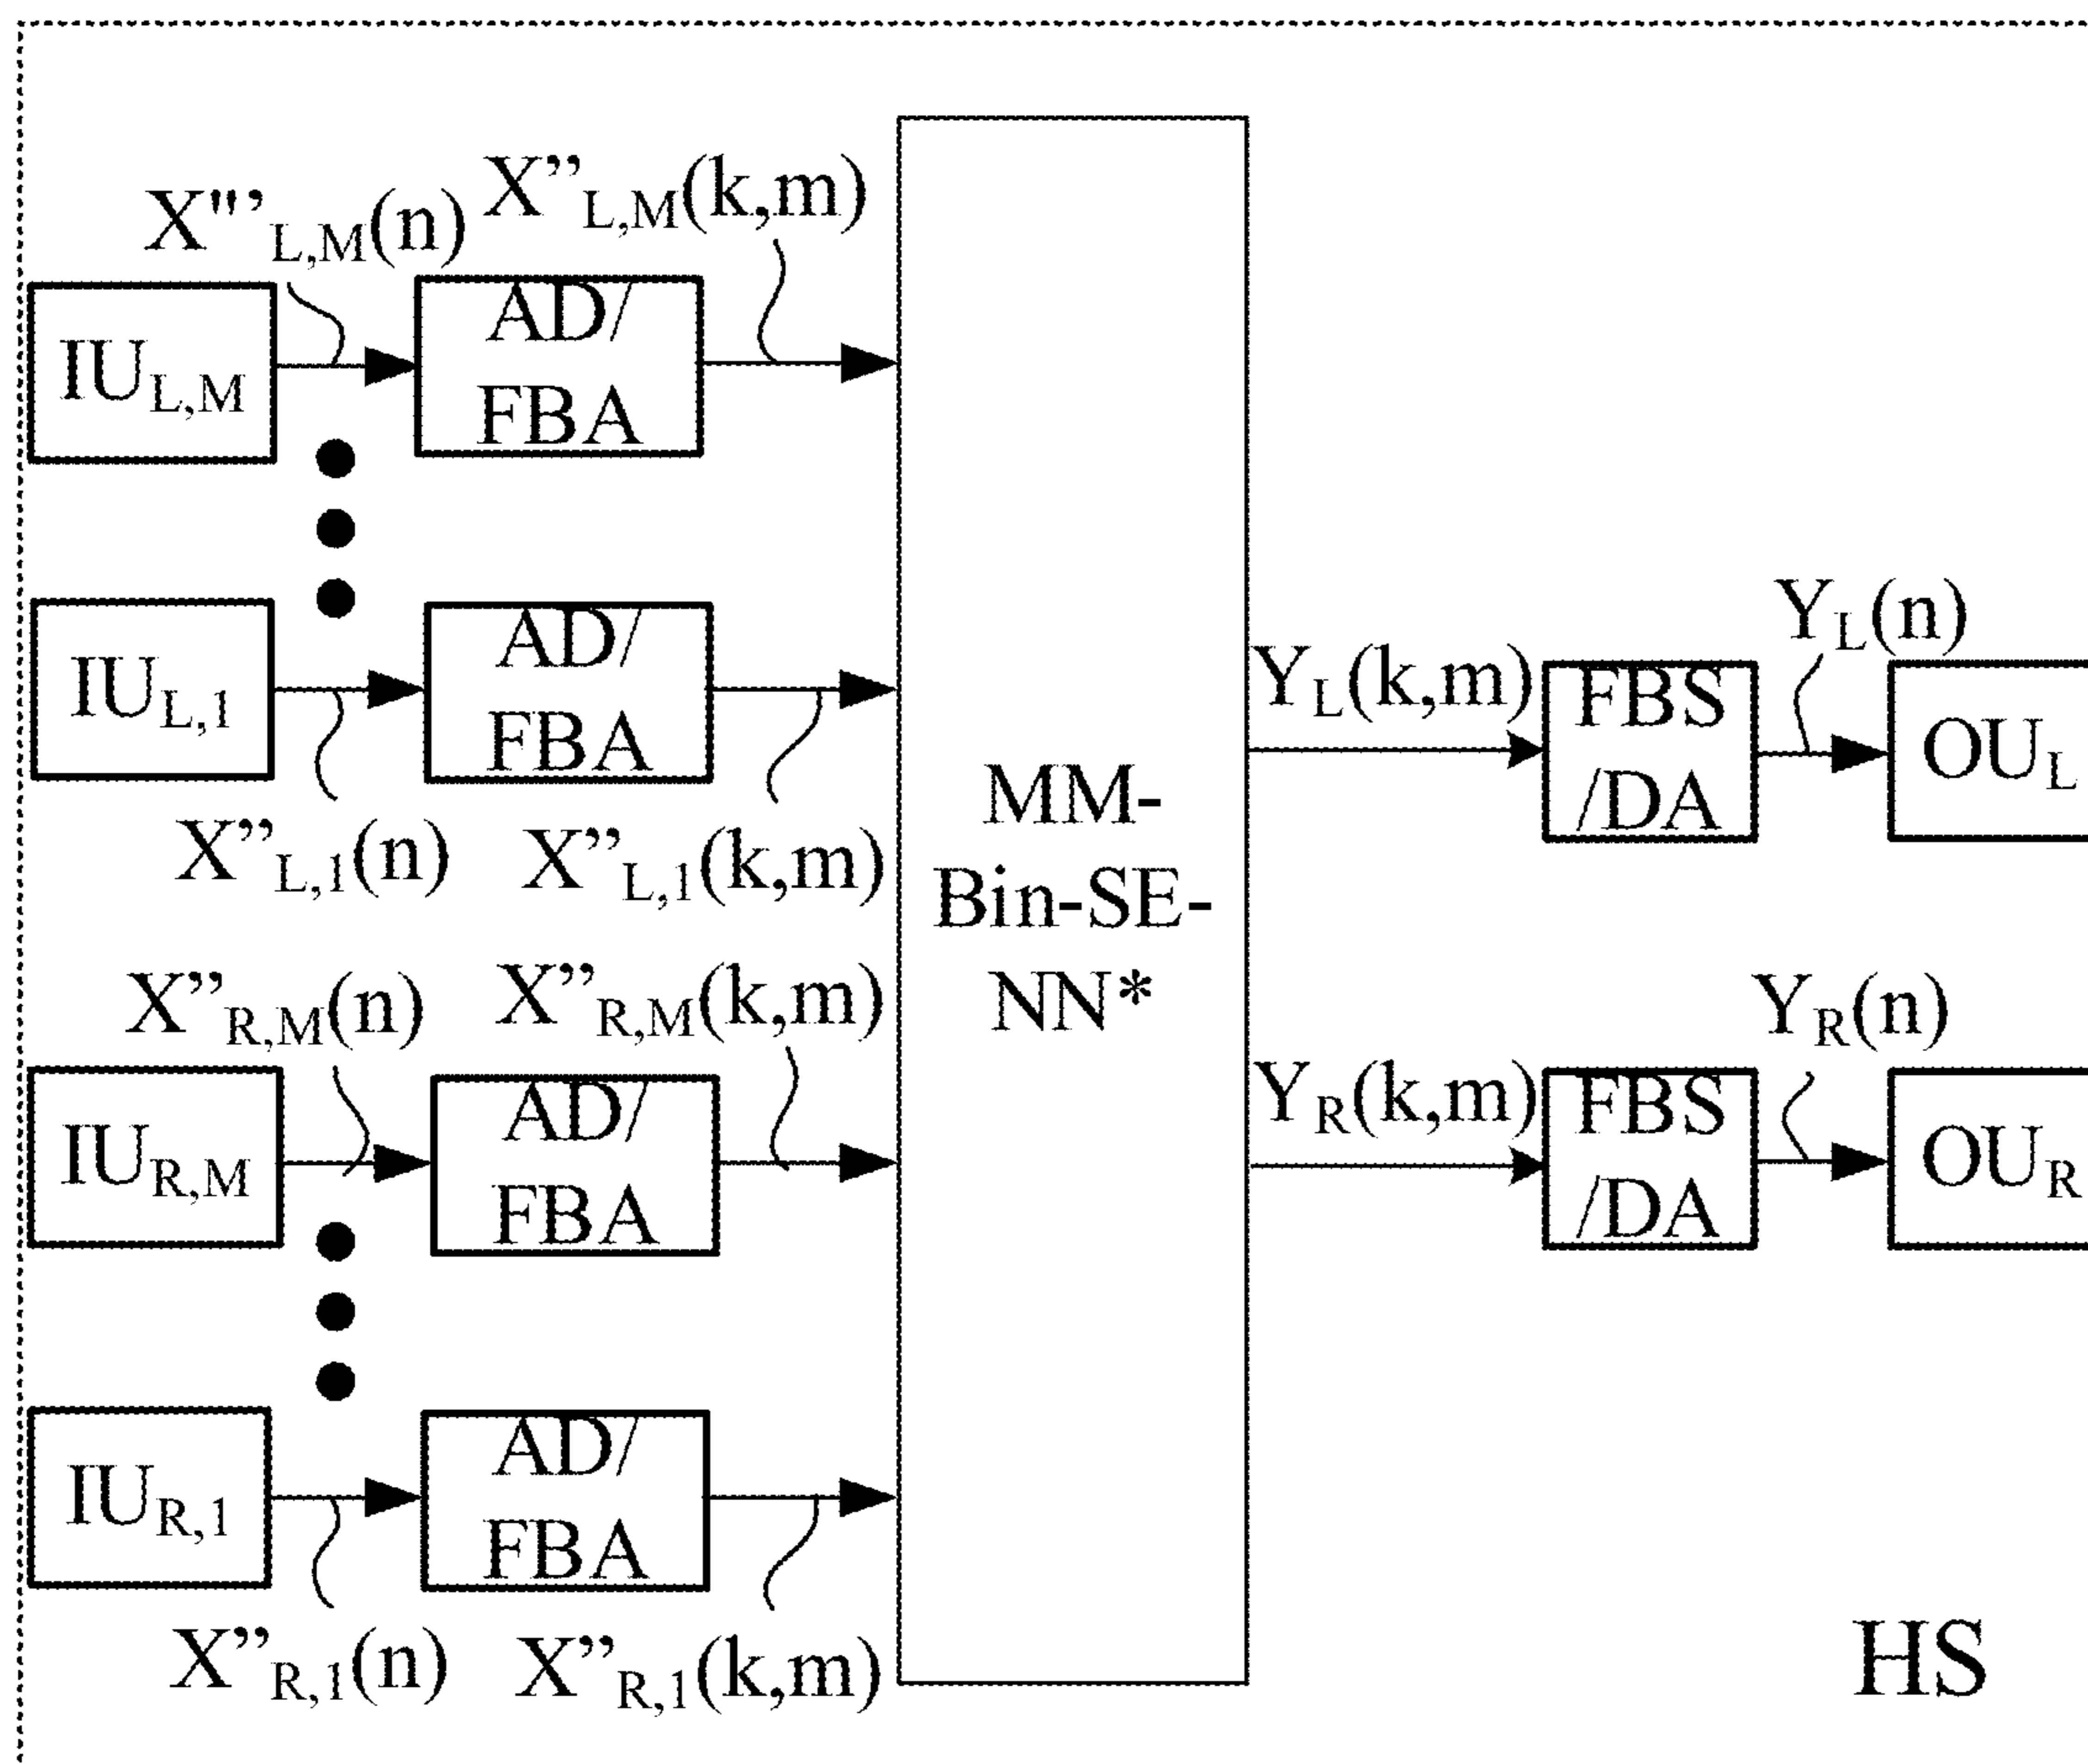 X"'L,M(n) X”L,M(k,m)
IUL,M
AD/
FBA
IUL,1
AD/
FBA
X”L,1(n) X”L,1(k,m)
X”R,M(n) X”R,M(k,m)
IUR,M
AD/
FBA
IUR,1
AD/
FBA
X”R,1(n) X”R,1(k,m)
MM-
Bin-SE-
NN*
YL(k,m)
FBS
/DA
YL(n)
OUL
YR(k,m)
FBS
/DA
YR(n)
OUR
HS